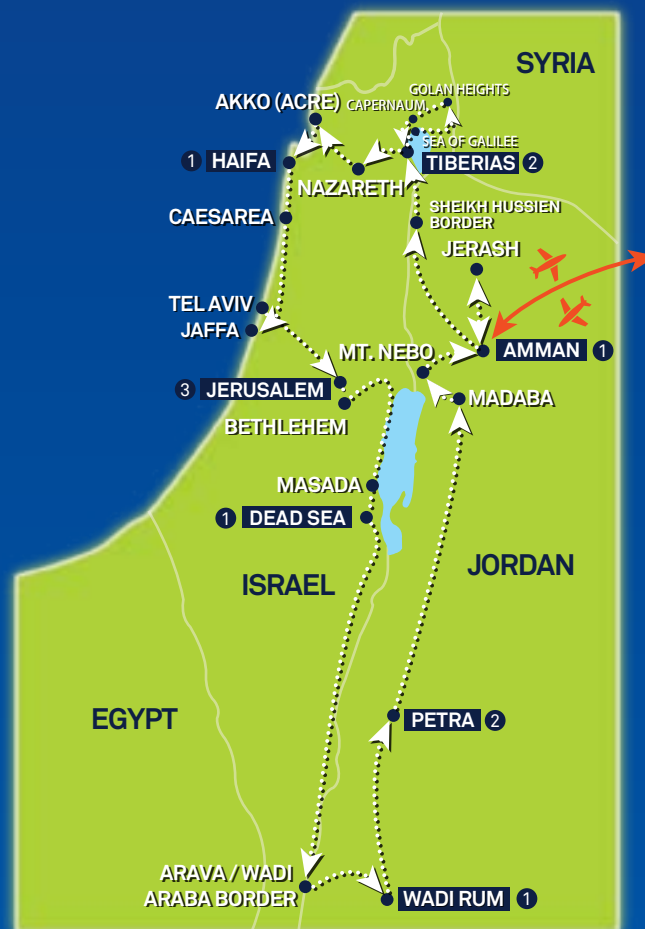 SYRIA
GOLAN HEIGHTS
AKKO (ACRE)
CAPERNAUM
SEA OF GALILEE
1 HAIFA
TIBERIAS 2
NAZARETH
SHEIKH HUSSIEN
BORDER
CAESAREA
JERASH
TEL AVIV
JAFFA
MT. NEBO
AMMAN 1
3 JERUSALEM
MADABA
BETHLEHEM
MASADA
1 DEAD SEA
JORDAN
ISRAEL
EGYPT
PETRA 2
ARAVA / WADI
ARABA BORDER
WADI RUM 1